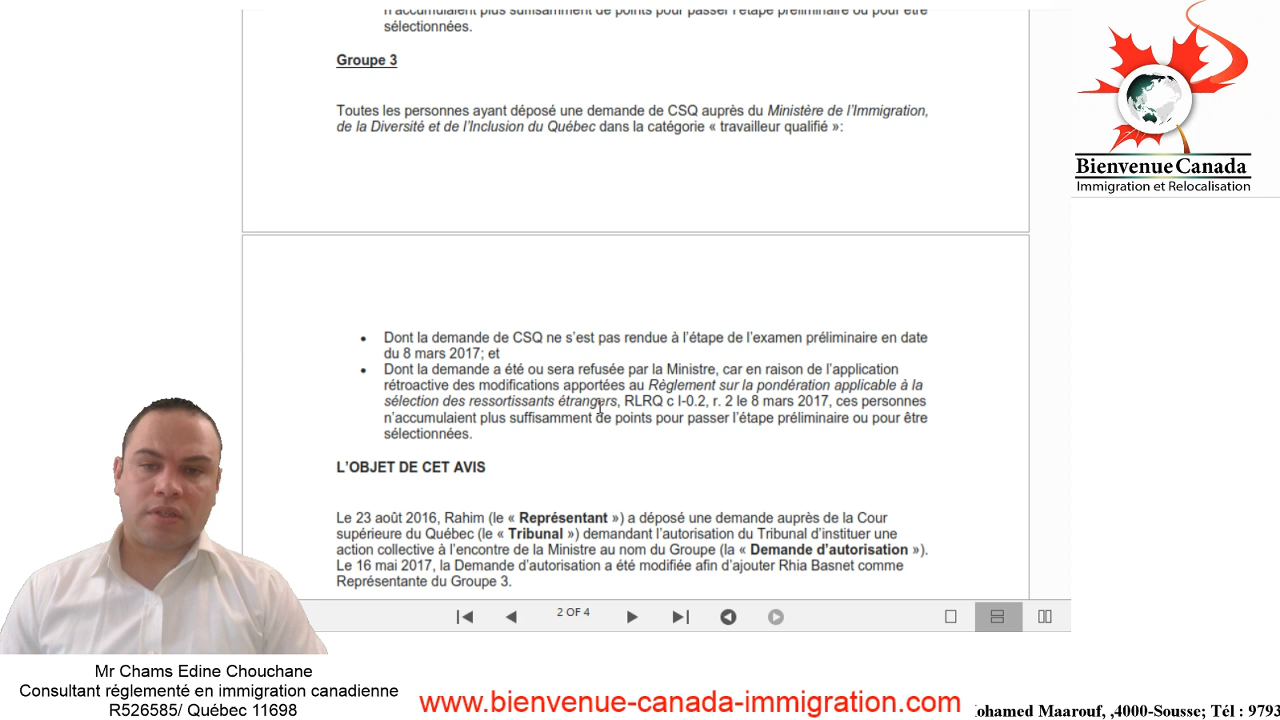 n'accumulaient plus suffisamment de points pour passer l'étape préliminaire ou pour être
sélectionnées.
Groupe 3
Toutes les personnes ayant déposé une demande de CSQ auprès du Ministère de l'Immigration,
de la Diversité et de l'Inclusion du Québec dans la catégorie « travailleur qualifié »:
• Dont la demande de CSQ ne s'est pas rendue à l'étape de l'examen préliminaire en date
du 8 mars 2017; et
• Dont la demande a été ou sera refusée par la Ministre, car en raison de l'application
rétroactive des modifications apportées au Règlement sur la pondération applicable à la
sélection des ressortissants étrangers, RLRQ c I-0.2, r. 2 le 8 mars 2017, ces personnes
n'accumulaient plus suffisamment de points pour passer l'étape préliminaire ou pour être
sélectionnées.
L'OBJET DE CET AVIS
Le 23 août 2016, Rahim (le « Représentant ») a déposé une demande auprès de la Cour
supérieure du Québec (le « Tribunal ») demandant l'autorisation du Tribunal d'instituer une
action collective à l'encontre de la Ministre au nom du Groupe (la « Demande d'autorisation »).
Le 16 mai 2017, la Demande d'autorisation a été modifiée afin d'ajouter Rhia Basnet comme
Représentante du Groupe 3.
2 OF 4
Bienvenue Canada
Immigration et Relocalisation
Mr Chams Edine Chouchane
Consultant réglementé en immigration canadienne
R526585/ Québec 11698
www.bienvenue-canada-immigration.com
ohamed Maarouf, ,4000-Sousse; Tél : 9793